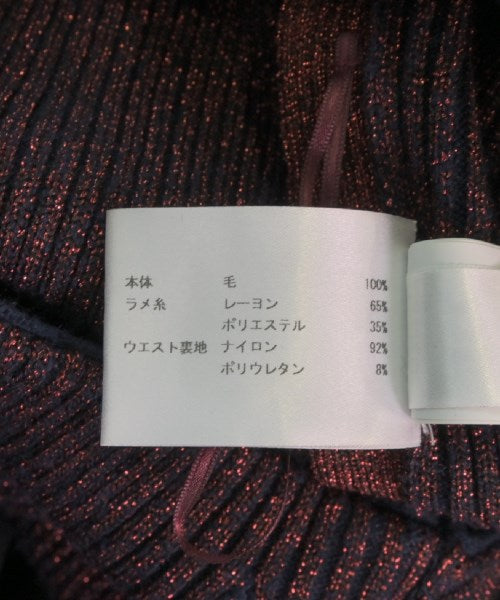 本体 毛 100%
ラメ糸 レーヨン 65%
ポリエステル 35%
ウエスト裏地 ナイロン 92%
ポリウレタン 8%